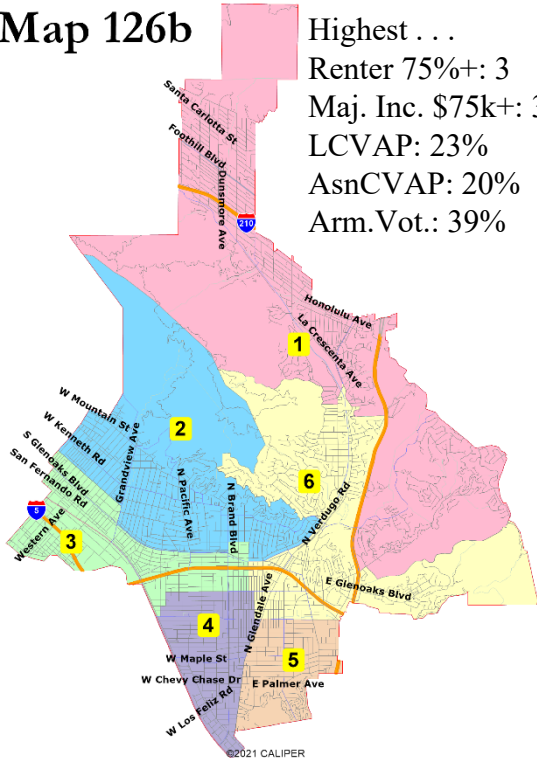 Map 126b
Highest . . .
Renter 75%+: 3
Maj. Inc. $75k+: 3
LCVAP: 23%
AsnCVAP: 20%
Arm.Vot.: 39%
Santa Carlotta St
Foothill Blvd
Dunsmore Ave
210
Honolulu Ave
La Crescenta Ave
1
W Mountain St
W Kenneth Rd
S Glenoaks Blvd
San Fernando Rd
Grandview Ave
2
N Pacific Ave
N Brand Blvd
6
N Verdugo Rd
5
Western Ave
3
E Glenoaks Blvd
N Glendale Ave
4
W Maple St
W Chevy Chase Dr
W Los Feliz Rd
5
E Palmer Ave
©2021 CALIPER